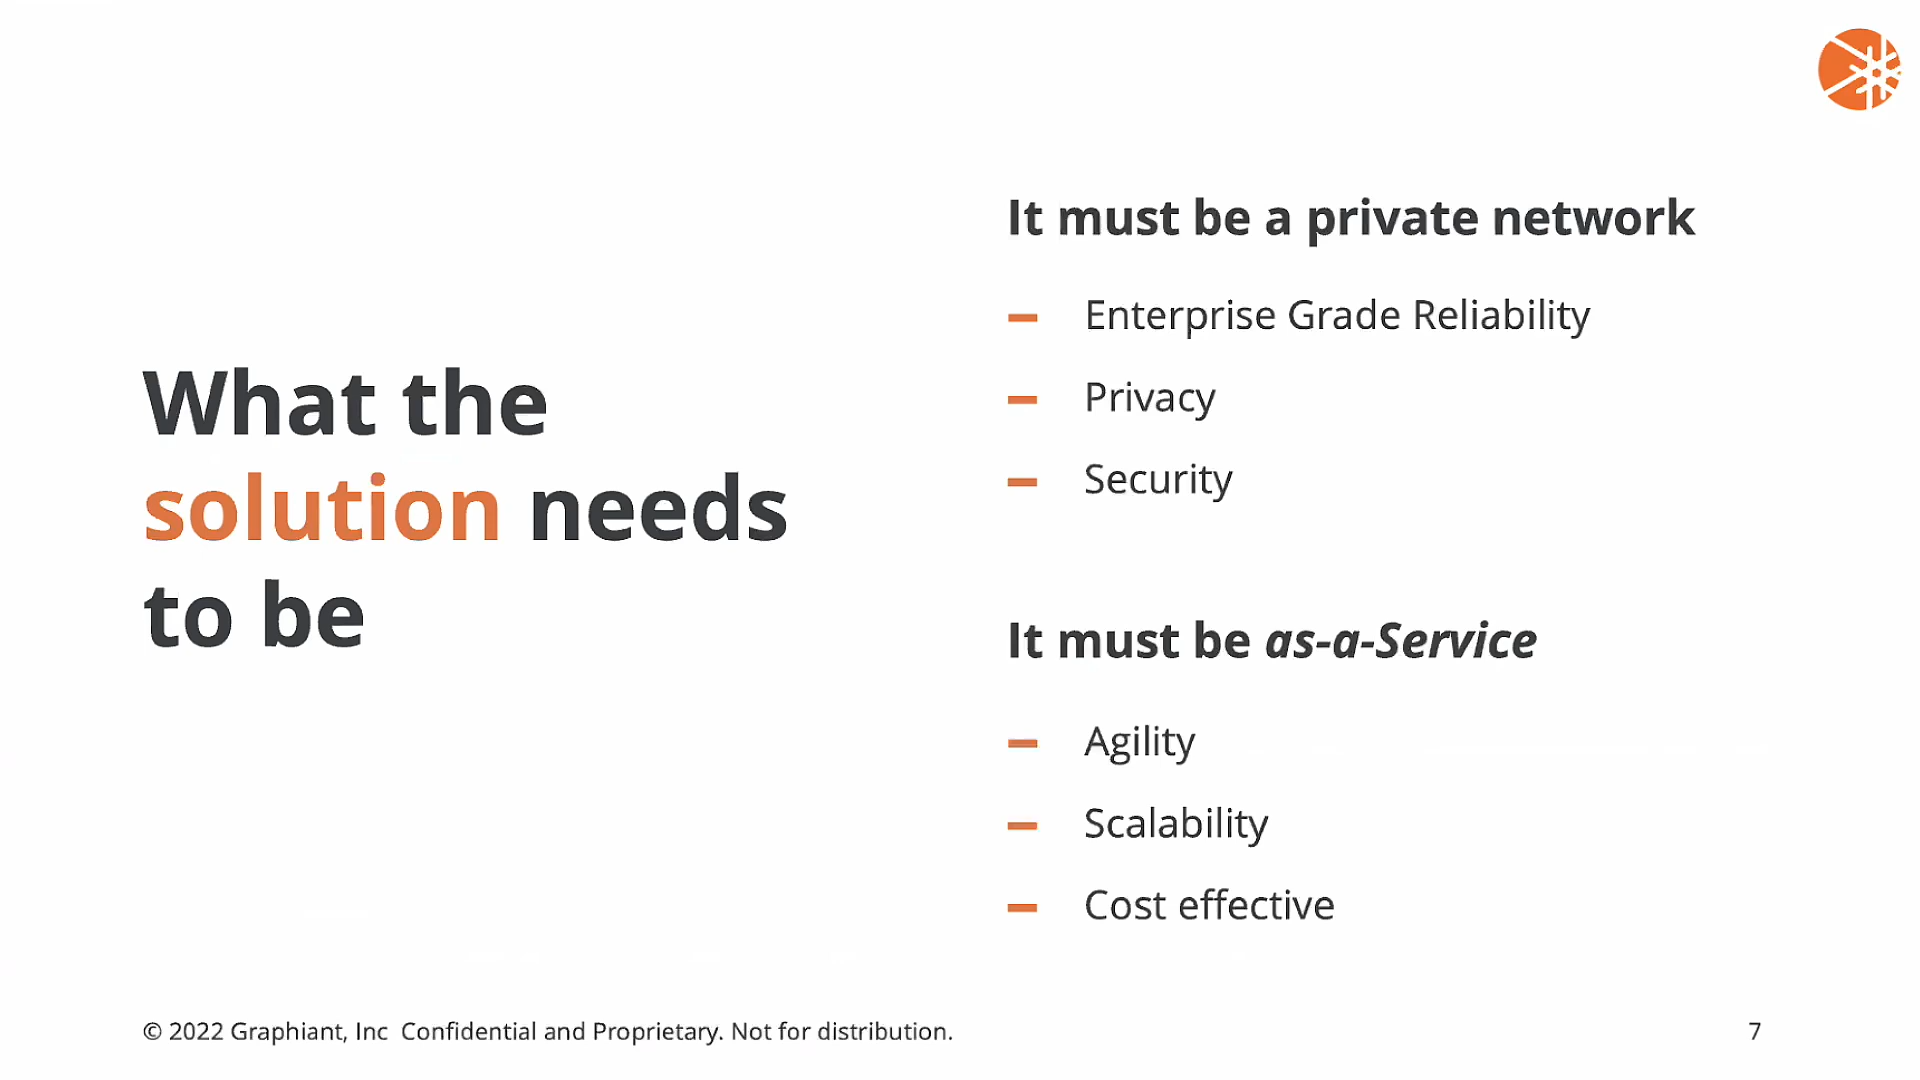 What the
solution needs
to be
It must be a private network
Enterprise Grade Reliability
Privacy
Security
It must be as-a-Service
Agility
Scalability
Cost effective
© 2022 Graphiant, Inc  Confidential and Proprietary. Not for distribution.
7